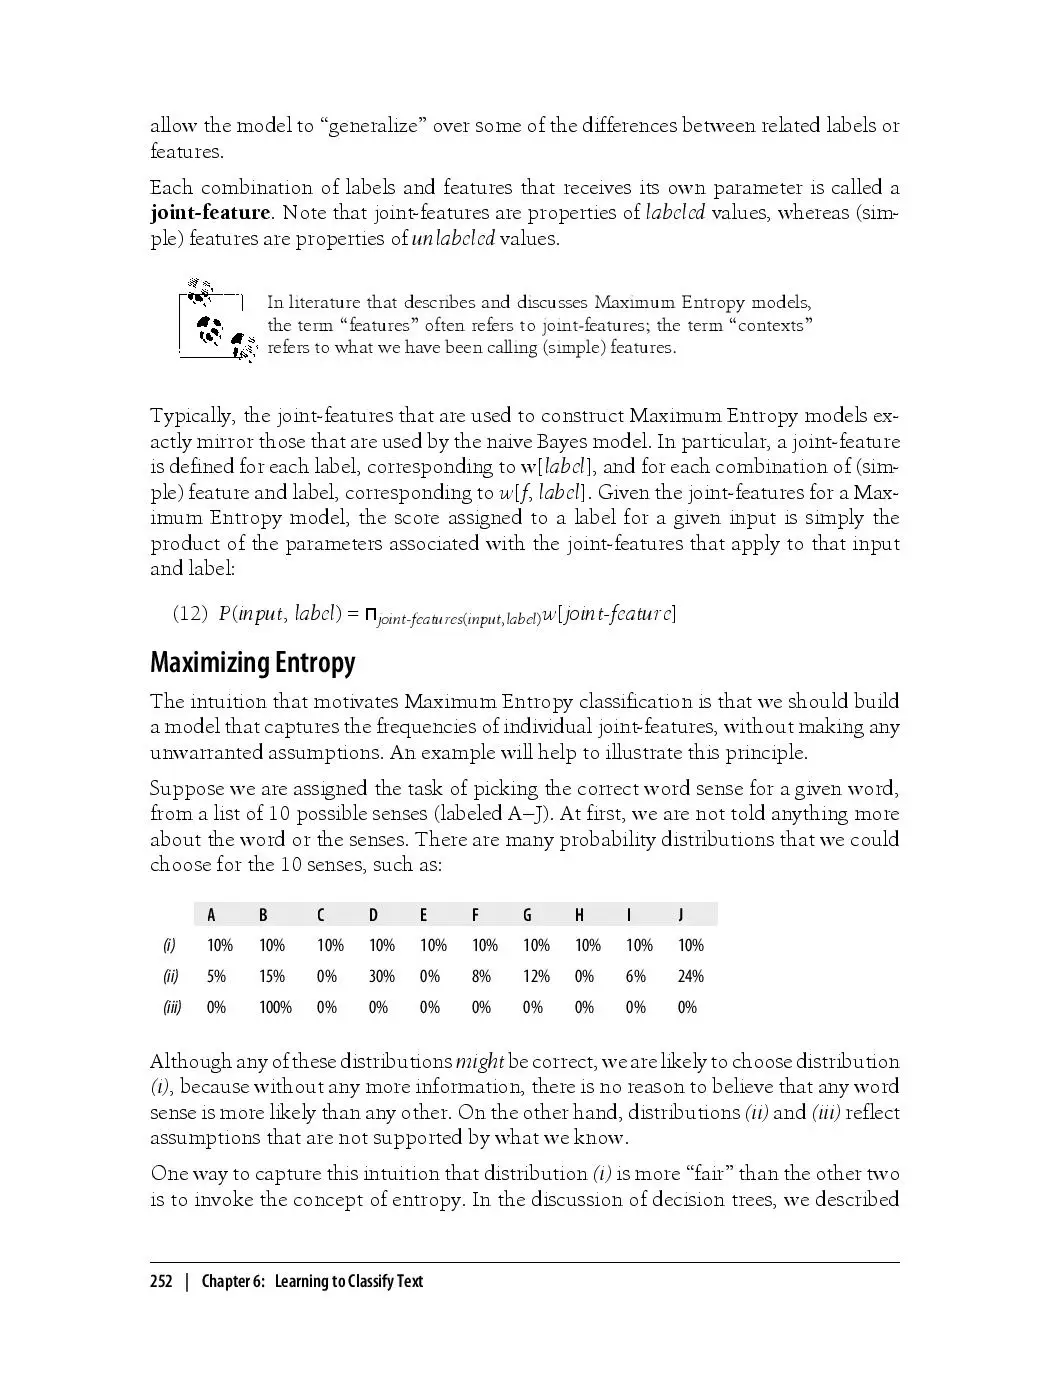 allow the model to “generalize” over some of the differences between related labels or
features.
Each combination of labels and features that receives its own parameter is called a
joint-feature. Note that joint-features are properties of labeled values, whereas (sim-
ple) features are properties of unlabeled values.
In literature that describes and discusses Maximum Entropy models,
the term “features” often refers to joint-features; the term “contexts”
refers to what we have been calling (simple) features.
Typically, the joint-features that are used to construct Maximum Entropy models ex-
actly mirror those that are used by the naive Bayes model. In particular, a joint-feature
is defined for each label, corresponding to w[label], and for each combination of (sim-
ple) feature and label, corresponding to w[f, label]. Given the joint-features for a Max-
imum Entropy model, the score assigned to a label for a given input is simply the
product of the parameters associated with the joint-features that apply to that input
and label:
(12) P(input, label) = ∏joint-features(input,label)w[joint-feature]
Maximizing Entropy
The intuition that motivates Maximum Entropy classification is that we should build
a model that captures the frequencies of individual joint-features, without making any
unwarranted assumptions. An example will help to illustrate this principle.
Suppose we are assigned the task of picking the correct word sense for a given word,
from a list of 10 possible senses (labeled A–J). At first, we are not told anything more
about the word or the senses. There are many probability distributions that we could
choose for the 10 senses, such as:
A B C D E F G H I J
(i) 10% 10% 10% 10% 10% 10% 10% 10% 10% 10%
(ii) 5% 15% 0% 30% 0% 8% 12% 0% 6% 24%
(iii) 0% 100% 0% 0% 0% 0% 0% 0% 0% 0%
Although any of these distributions might be correct, we are likely to choose distribution
(i), because without any more information, there is no reason to believe that any word
sense is more likely than any other. On the other hand, distributions (ii) and (iii) reflect
assumptions that are not supported by what we know.
One way to capture this intuition that distribution (i) is more “fair” than the other two
is to invoke the concept of entropy. In the discussion of decision trees, we described
252 | Chapter 6: Learning to Classify Text